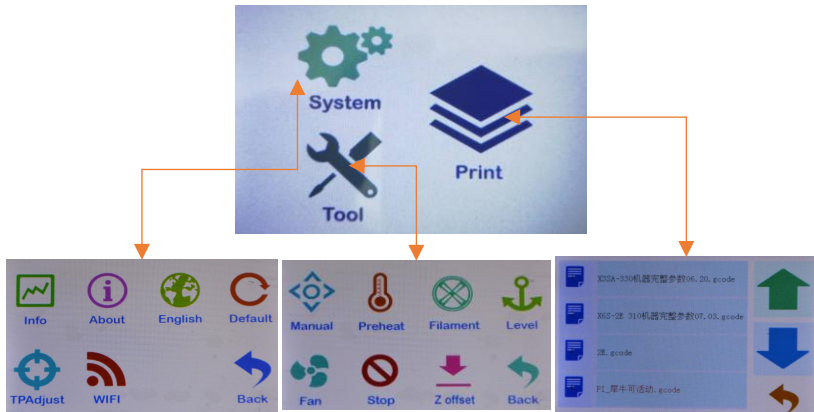 System
Print
Tool
Info About English Default
TPAdjust WIFI Back
Manual Preheat Filament Level
Fan Stop Z offset Back
X3SA-330机器完整参数06.20.gcode
X6S-2E 310机器完整参数07.03.gcode
2E.gcode
PI_犀牛可活动.gcode